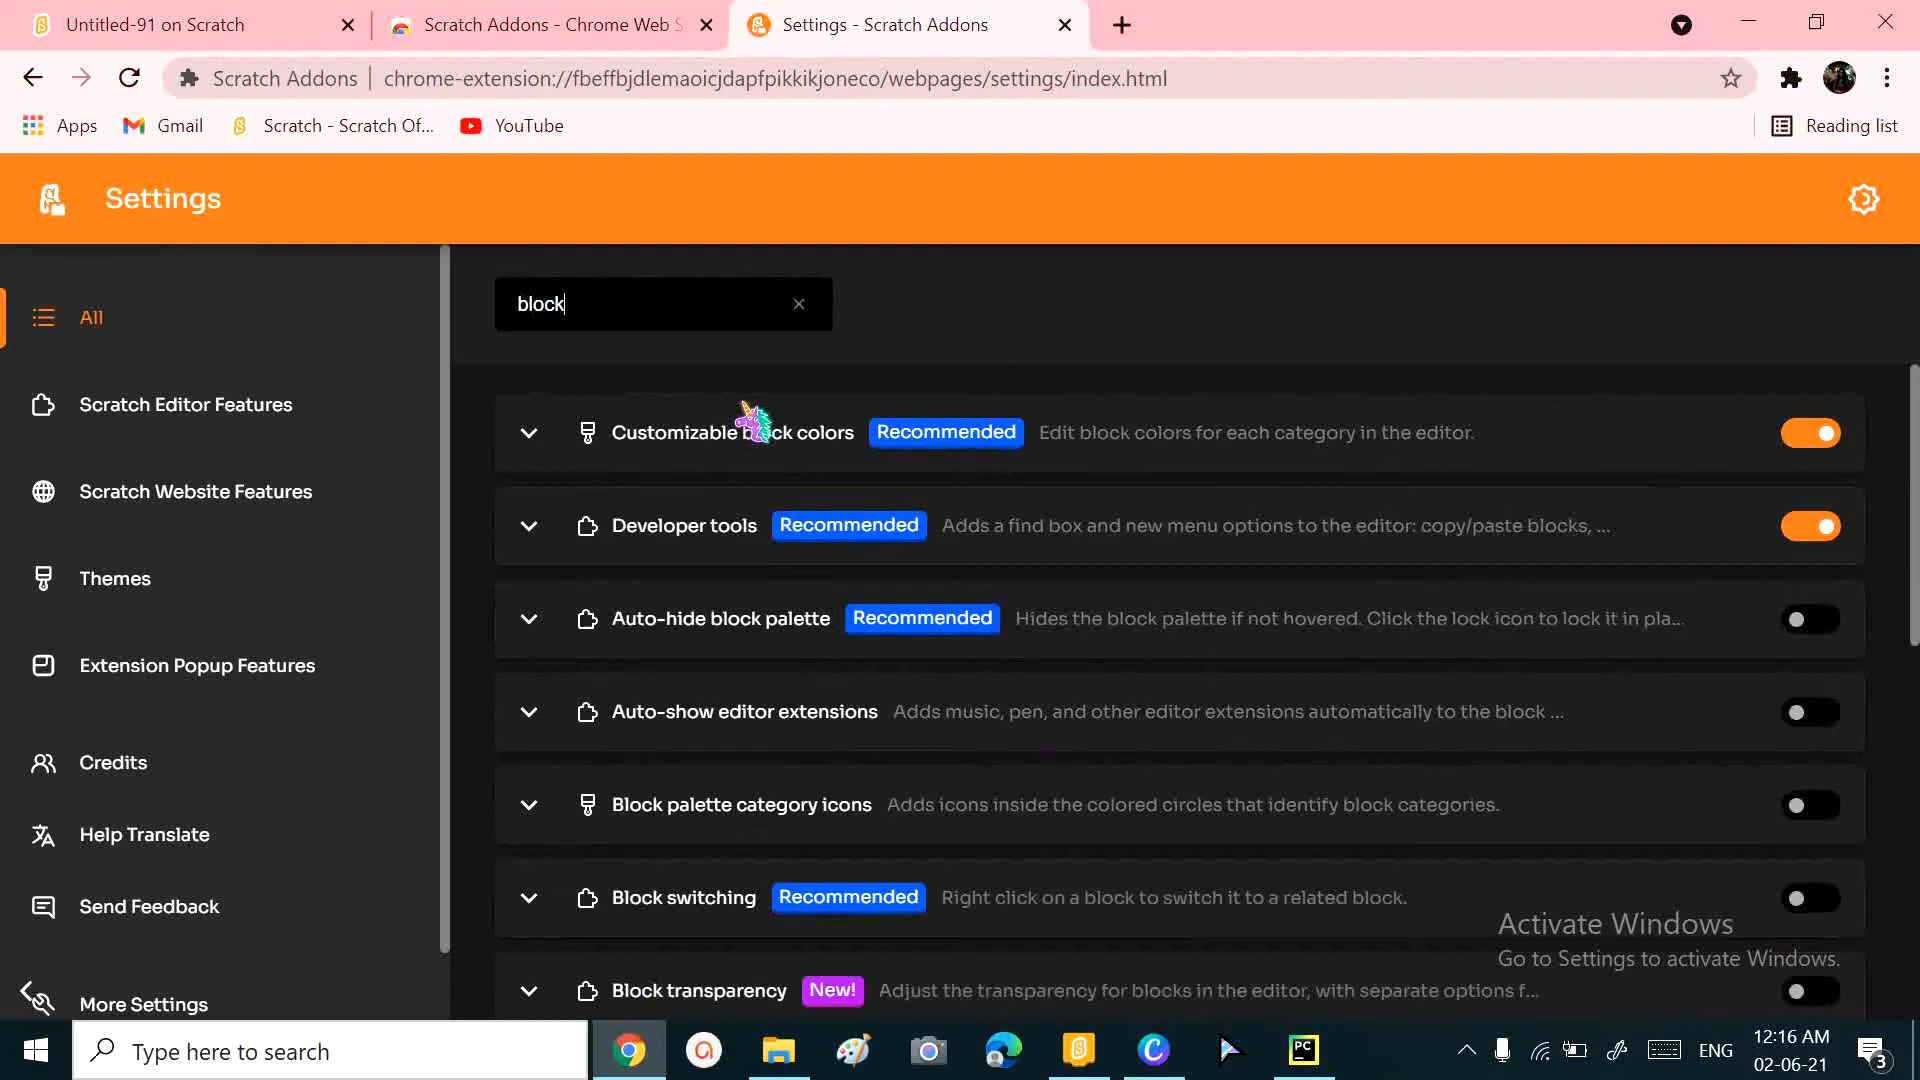 Untitled-91 on Scratch
Scratch Addons - Chrome Web S
Settings - Scratch Addons
Scratch Addons | chrome-extension://fbeffbjdlemaoicjdapfpikkikjoneco/webpages/settings/index.html
Apps
Gmail
Scratch - Scratch Of...
YouTube
Reading list
Settings
block
All
Scratch Editor Features
Scratch Website Features
Themes
Extension Popup Features
Credits
Help Translate
Send Feedback
More Settings
Customizable block colors Recommended Edit block colors for each category in the editor.
Developer tools Recommended Adds a find box and new menu options to the editor: copy/paste blocks, ...
Auto-hide block palette Recommended Hides the block palette if not hovered. Click the lock icon to lock it in pla...
Auto-show editor extensions Adds music, pen, and other editor extensions automatically to the block ...
Block palette category icons Adds icons inside the colored circles that identify block categories.
Block switching Recommended Right click on a block to switch it to a related block.
Block transparency New! Adjust the transparency for blocks in the editor, with separate options f...
Activate Windows
Go to Settings to activate Windows.
Type here to search
PC
ENG
12:16 AM
02-06-21
3